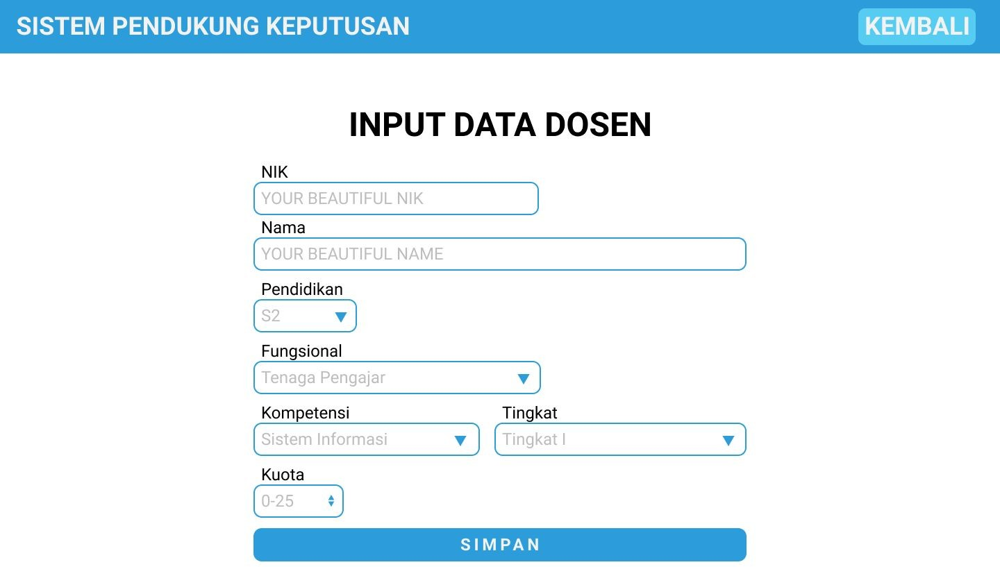 SISTEM PENDUKUNG KEPUTUSAN
KEMBALI
INPUT DATA DOSEN
NIK
YOUR BEAUTIFUL NIK
Nama
YOUR BEAUTIFUL NAME
Pendidikan
S2
Fungsional
Tenaga Pengajar
Kompetensi
Sistem Informasi
Tingkat
Tingkat I
Kuota
0-25
SIMPAN